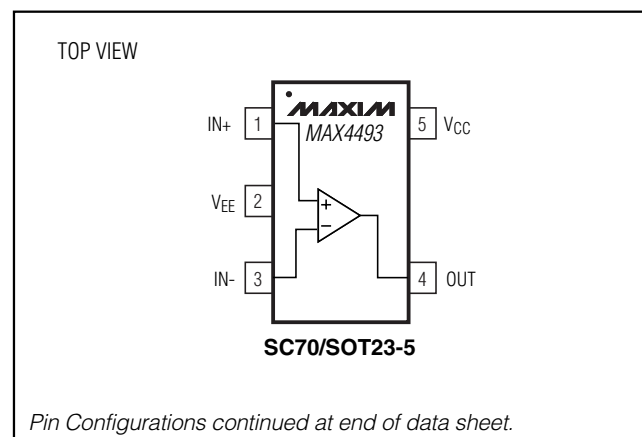 TOP VIEW
MAXIM
MAX4493
IN+ 1
5 VCC
VEE 2
+
−
IN- 3
4 OUT
SC70/SOT23-5
Pin Configurations continued at end of data sheet.